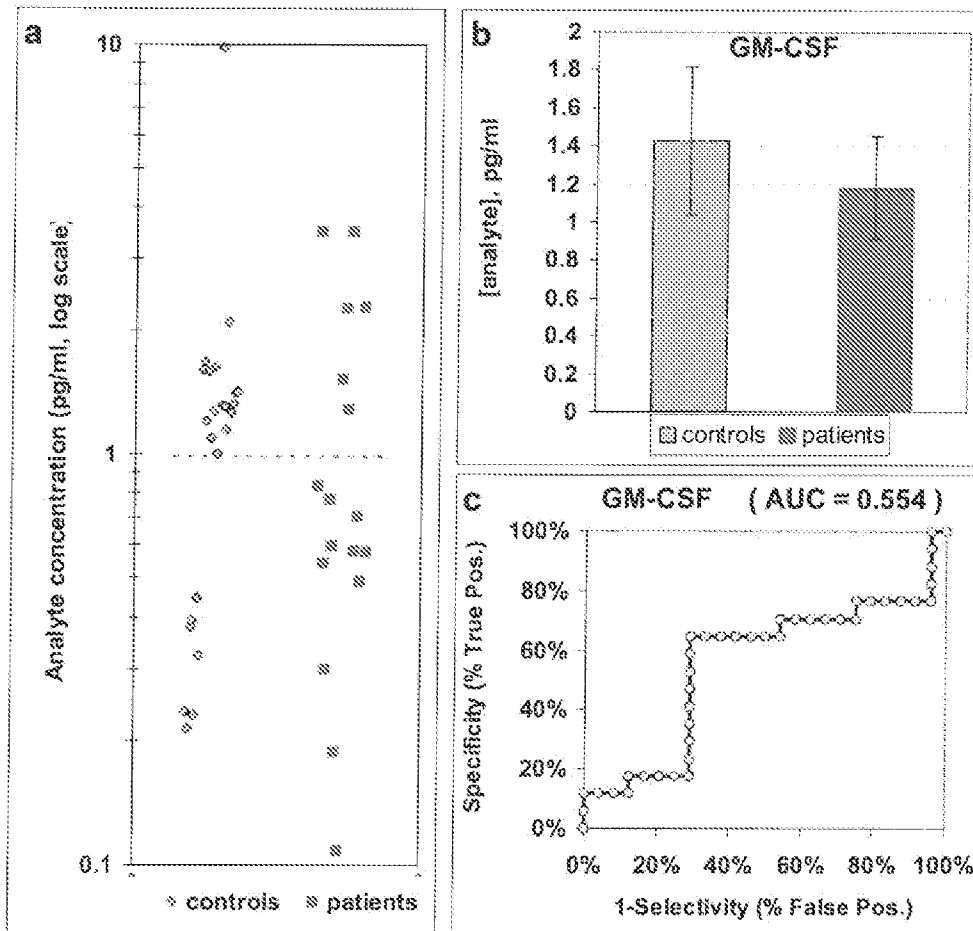 a
10
1
0.1
Analyte concentration (pg/ml, log scale)
controls patients
b
GM-CSF
2
1.8
1.6
1.4
1.2
1
0.8
0.6
0.4
0.2
0
[analyte], pg/ml
controls patients
c
GM-CSF ( AUC = 0.554 )
100%
80%
60%
40%
20%
0%
Specificity (% True Pos.)
0% 20% 40% 60% 80% 100%
1-Selectivity (% False Pos.)